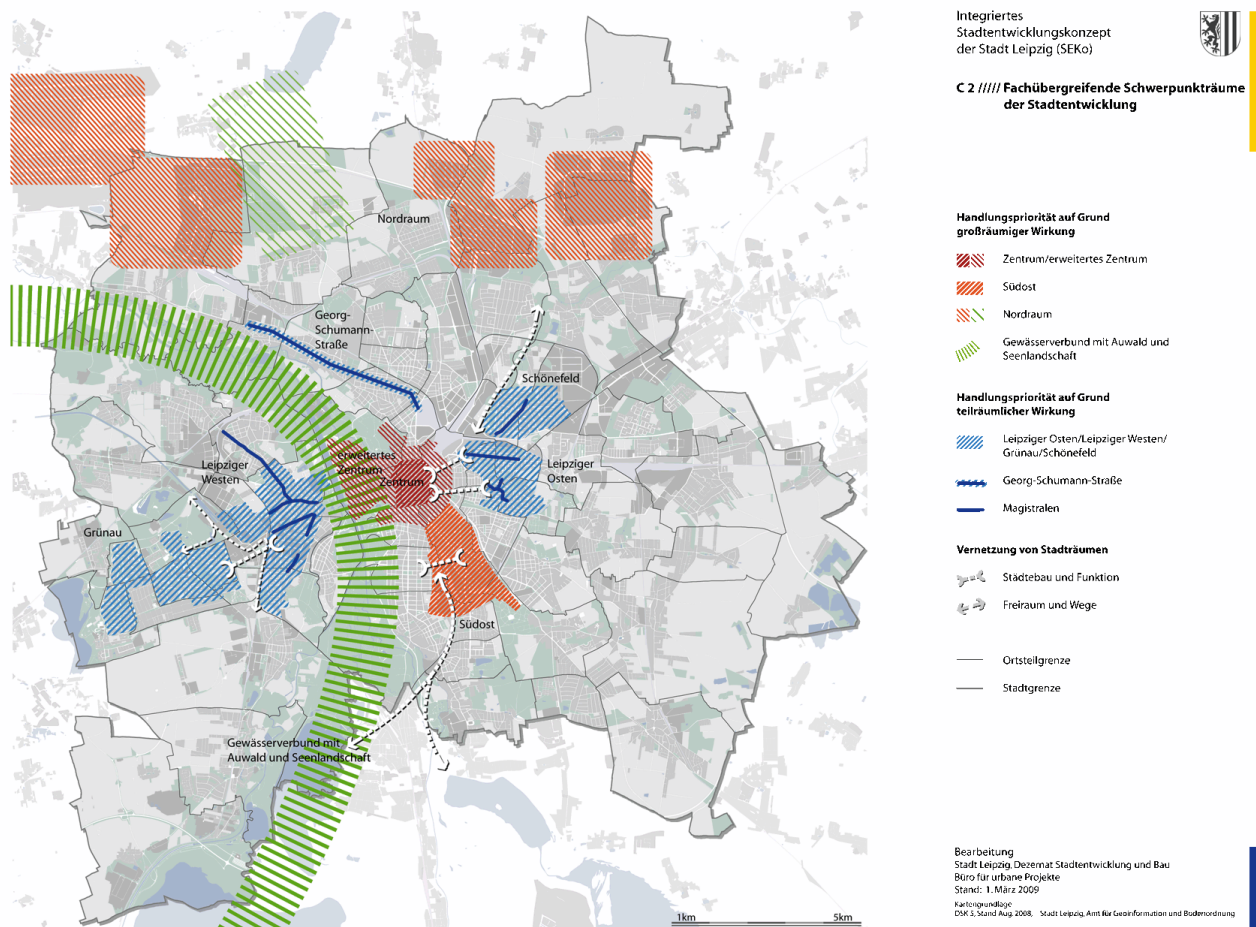 Integriertes
Stadtentwicklungskonzept
der Stadt Leipzig (SEKo)
C 2 ///// Fachübergreifende Schwerpunkträume
der Stadtentwicklung
Nordraum
Georg-
Schumann-
Straße
Schönefeld
erweitertes
Zentrum
Zentrum
Leipziger
Westen
Leipziger
Osten
Grünau
Südost
Gewässerverbund mit
Auwald und Seenlandschaft
1km
5km
Handlungspriorität auf Grund
großräumiger Wirkung
Zentrum/erweitertes Zentrum
Südost
Nordraum
Gewässerverbund mit Auwald und
Seenlandschaft
Handlungspriorität auf Grund
teilräumlicher Wirkung
Leipziger Osten/Leipziger Westen/
Grünau/Schönefeld
Georg-Schumann-Straße
Magistralen
Vernetzung von Stadträumen
Städtebau und Funktion
Freiraum und Wege
Ortsteilgrenze
Stadtgrenze
Bearbeitung
Stadt Leipzig, Dezernat Stadtentwicklung und Bau
Büro für urbane Projekte
Stand: 1. März 2009
Kartengrundlage
DSK 5, Stand Aug. 2008, Stadt Leipzig, Amt für Geoinformation und Bodenordnung